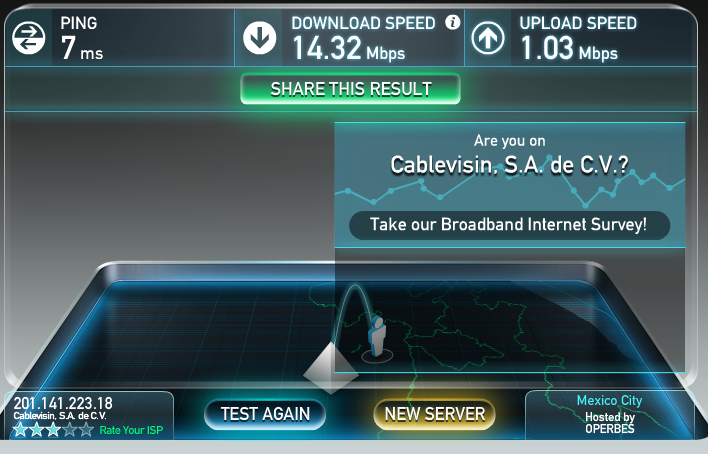 PING
7 ms
DOWNLOAD SPEED i
14.32 Mbps
UPLOAD SPEED
1.03 Mbps
SHARE THIS RESULT
Are you on
Cablevisin, S.A. de C.V.?
Take our Broadband Internet Survey!
201.141.223.18
Cablevisin, S.A. de C.V.
Rate Your ISP
TEST AGAIN
NEW SERVER
Mexico City
Hosted by
OPERBES